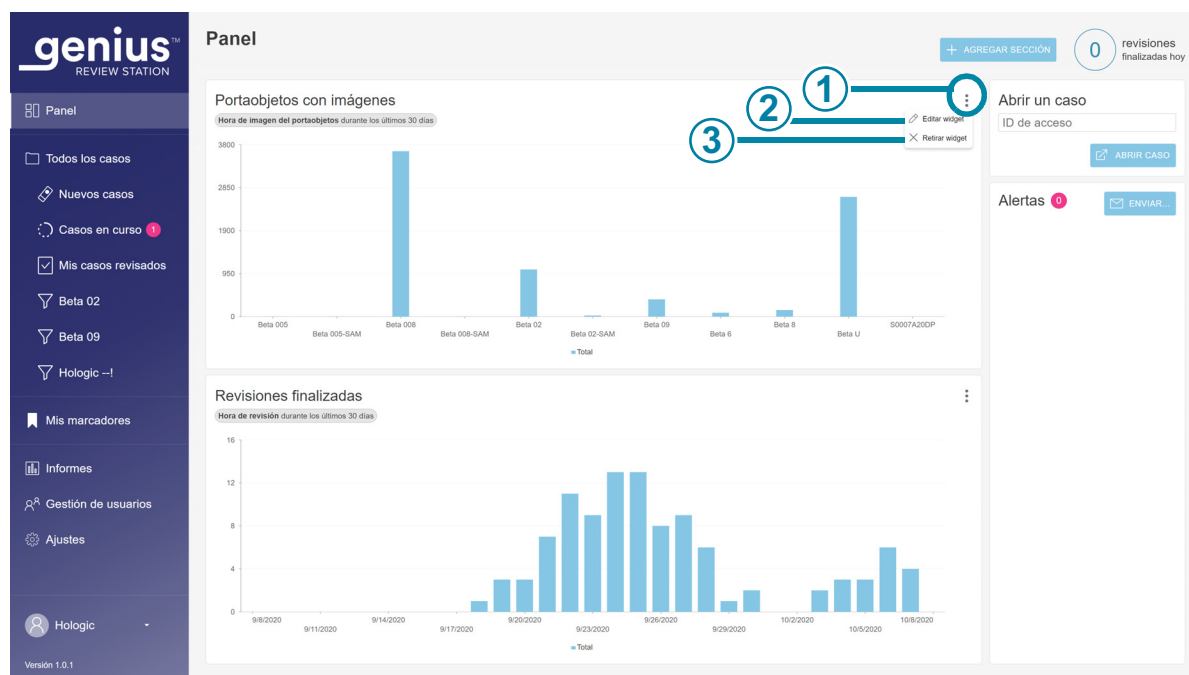 genius™
REVIEW STATION
Panel
Todos los casos
Nuevos casos
Casos en curso 1
Mis casos revisados
Beta 02
Beta 09
Hologic --!
Mis marcadores
Informes
Gestión de usuarios
Ajustes
Hologic
Versión 1.0.1
Panel
+ AGREGAR SECCIÓN
0 revisiones
finalizadas hoy
1
2
3
Portaobjetos con imágenes
Hora de imagen del portaobjetos durante los últimos 30 días
Editar widget
Retirar widget
3800
2850
1900
950
0
Beta 005
Beta 005-SAM
Beta 008
Beta 008-SAM
Beta 02
Beta 02-SAM
Beta 09
Beta 6
Beta 8
Beta U
S0007A20DP
Total
Revisiones finalizadas
Hora de revisión durante los últimos 30 días
16
12
8
4
0
9/8/2020
9/11/2020
9/14/2020
9/17/2020
9/20/2020
9/23/2020
9/26/2020
9/29/2020
10/2/2020
10/5/2020
10/8/2020
Total
Abrir un caso
ID de acceso
ABRIR CASO
Alertas 0
ENVIAR...